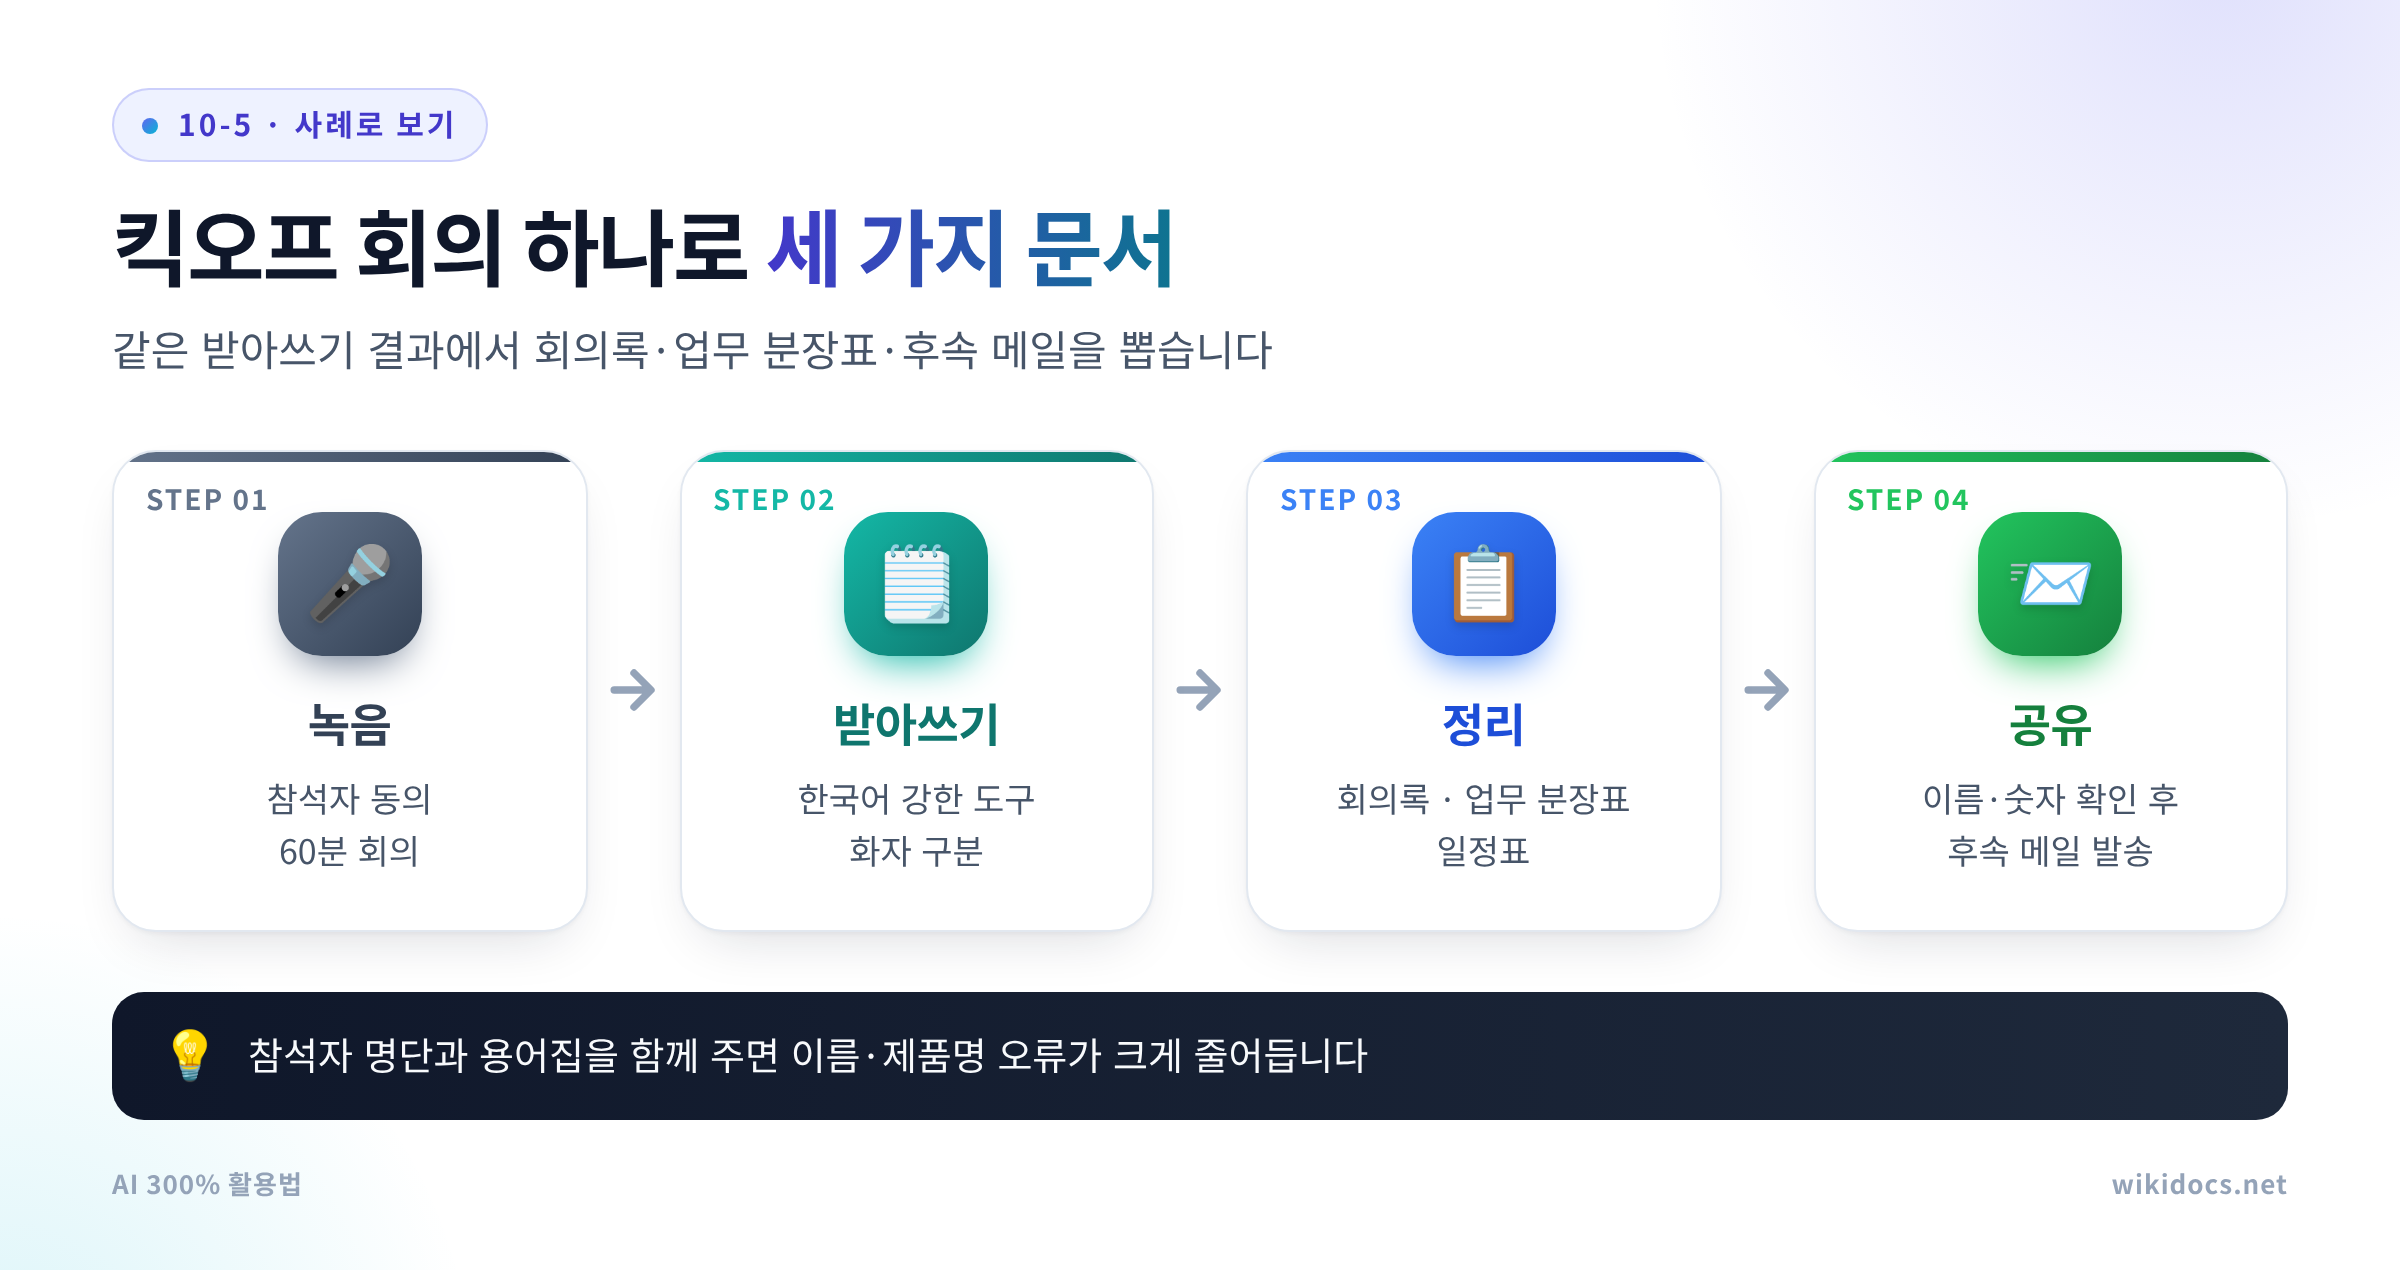 10-5 · 사례로 보기
킥오프 회의 하나로 세 가지 문서
같은 받아쓰기 결과에서 회의록·업무 분장표·후속 메일을 뽑습니다
STEP 01
녹음
참석자 동의
60분 회의
STEP 02
받아쓰기
한국어 강한 도구
화자 구분
STEP 03
정리
회의록 · 업무 분장표
일정표
STEP 04
공유
이름·숫자 확인 후
후속 메일 발송
참석자 명단과 용어집을 함께 주면 이름·제품명 오류가 크게 줄어듭니다
AI 300% 활용법
wikidocs.net